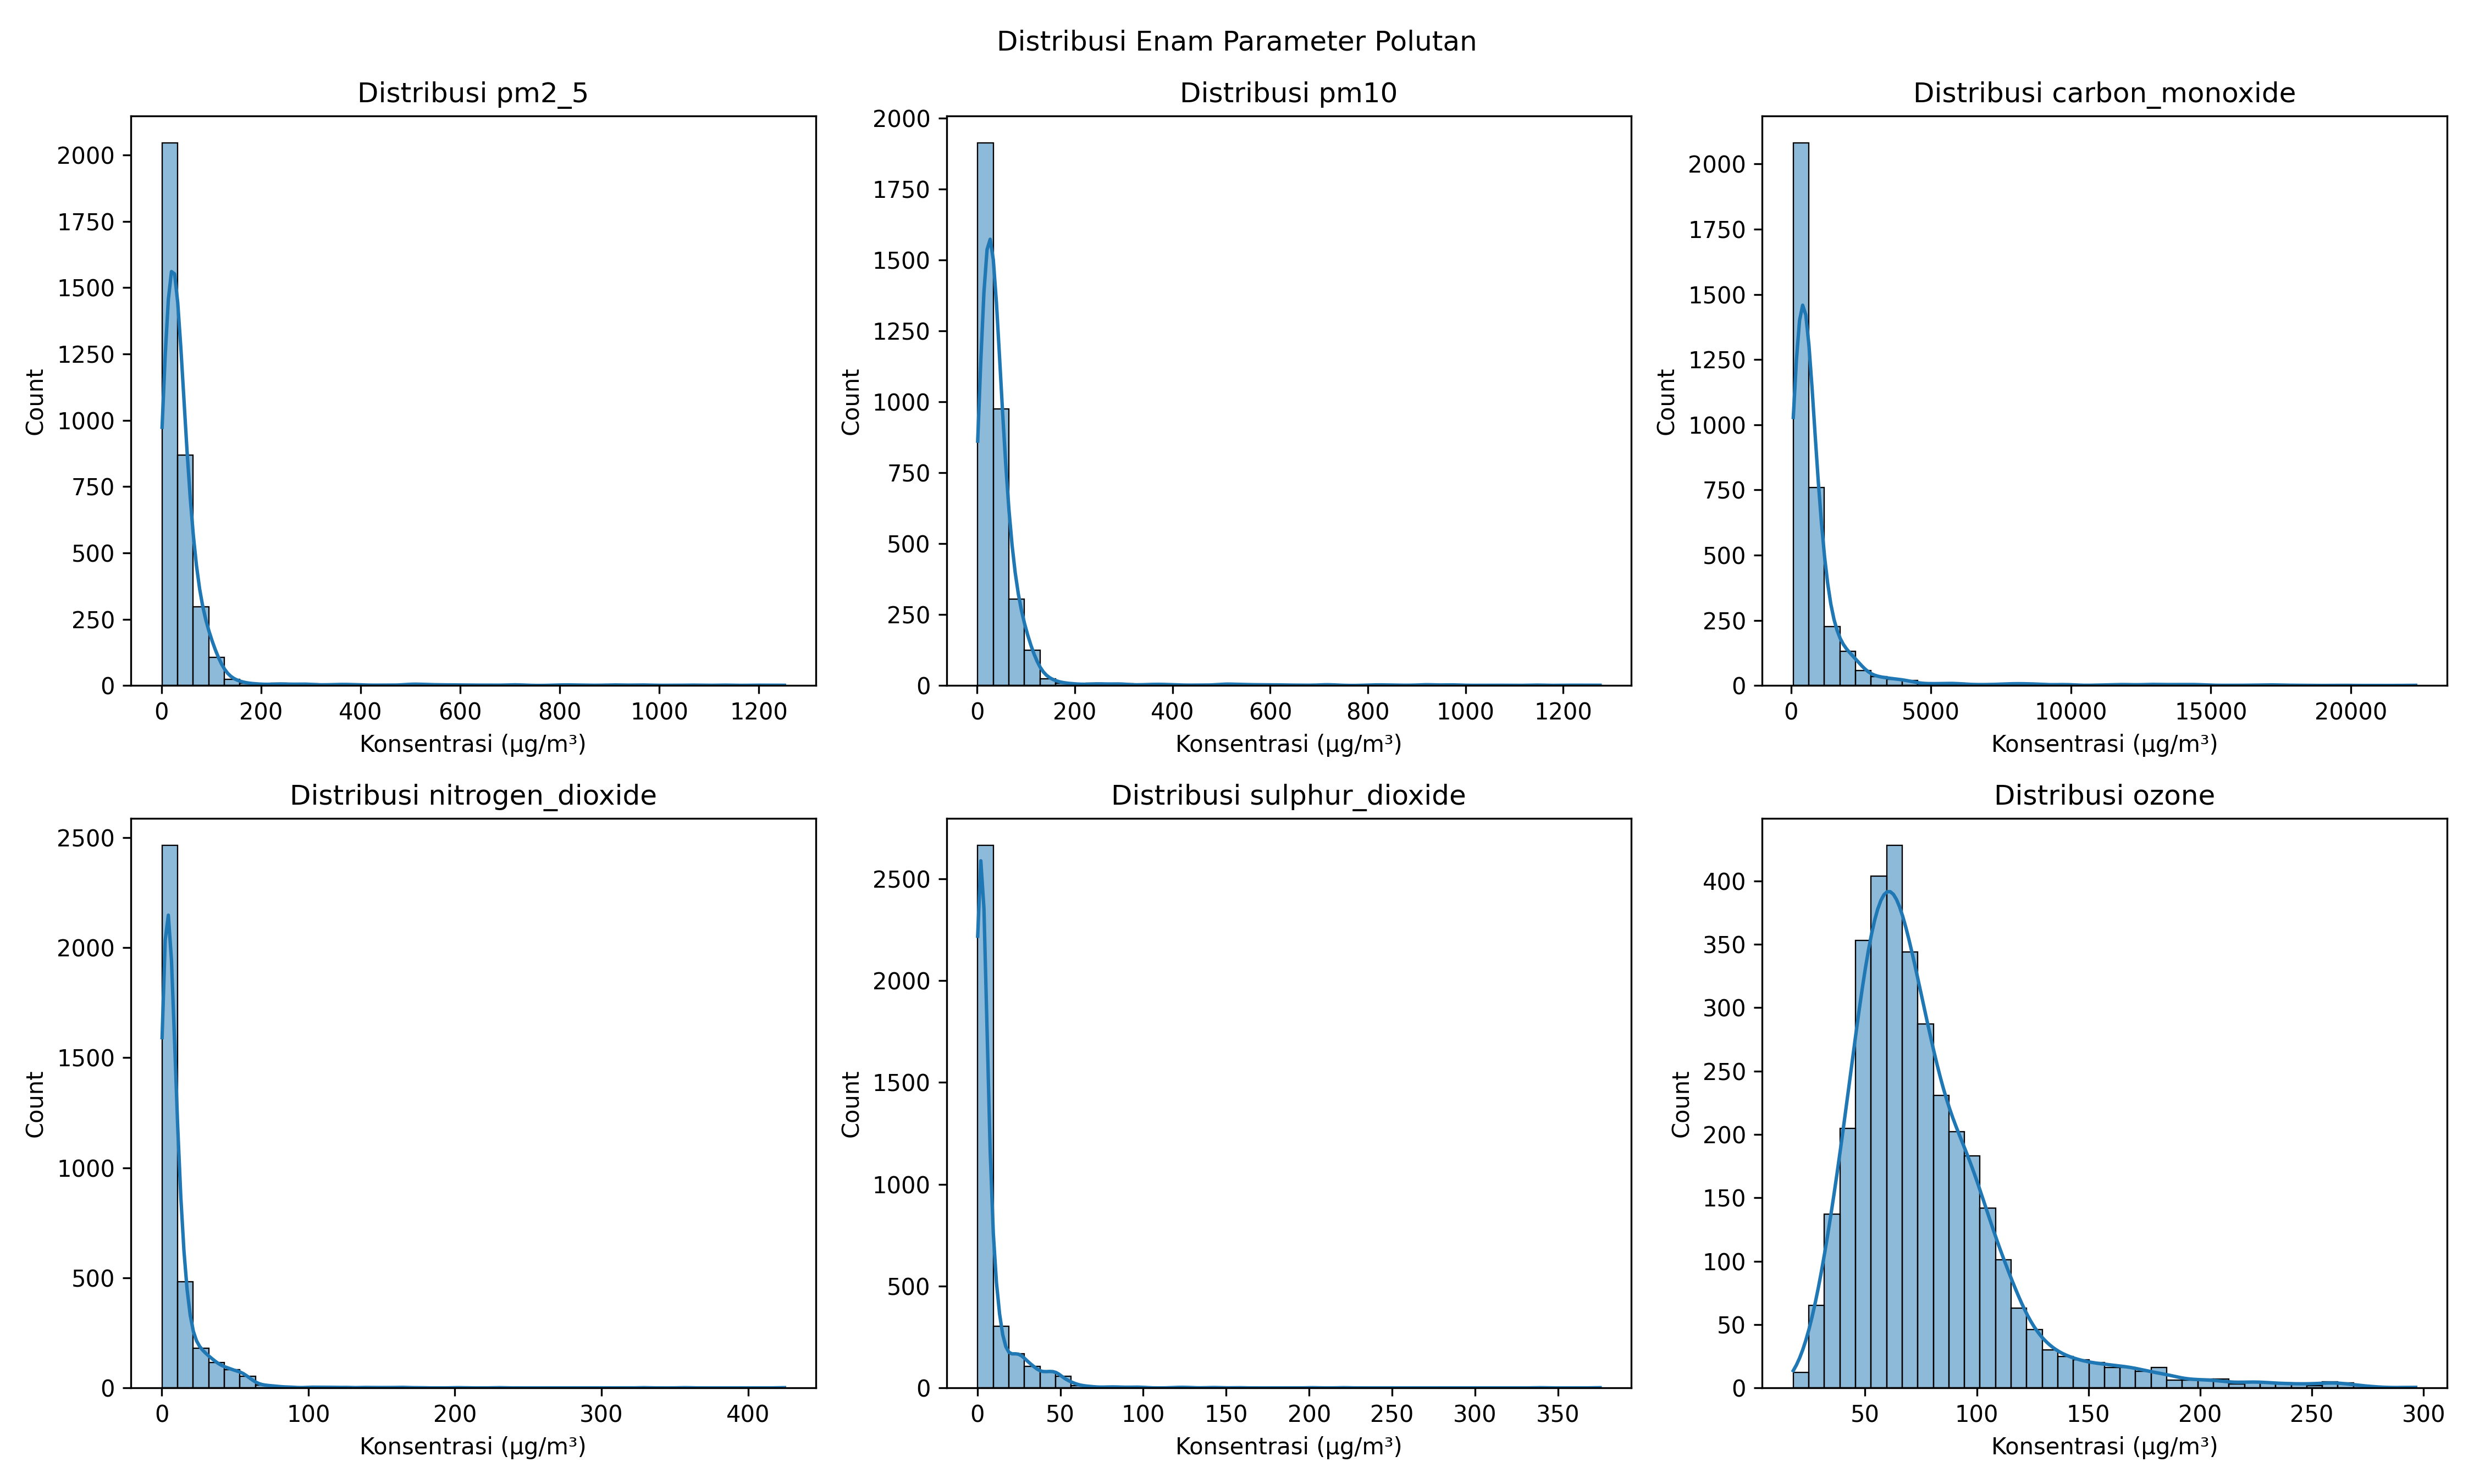 Distribusi Enam Parameter Polutan
Distribusi pm2_5
2000
1750
1500
1250
1000
750
500
250
0
Count
0 200 400 600 800 1000 1200
Konsentrasi (µg/m³)
Distribusi pm10
2000
1750
1500
1250
1000
750
500
250
0
Count
0 200 400 600 800 1000 1200
Konsentrasi (µg/m³)
Distribusi carbon_monoxide
2000
1750
1500
1250
1000
750
500
250
0
Count
0 5000 10000 15000 20000
Konsentrasi (µg/m³)
Distribusi nitrogen_dioxide
2500
2000
1500
1000
500
0
Count
0 100 200 300 400
Konsentrasi (µg/m³)
Distribusi sulphur_dioxide
2500
2000
1500
1000
500
0
Count
0 50 100 150 200 250 300 350
Konsentrasi (µg/m³)
Distribusi ozone
400
350
300
250
200
150
100
50
0
Count
50 100 150 200 250 300
Konsentrasi (µg/m³)